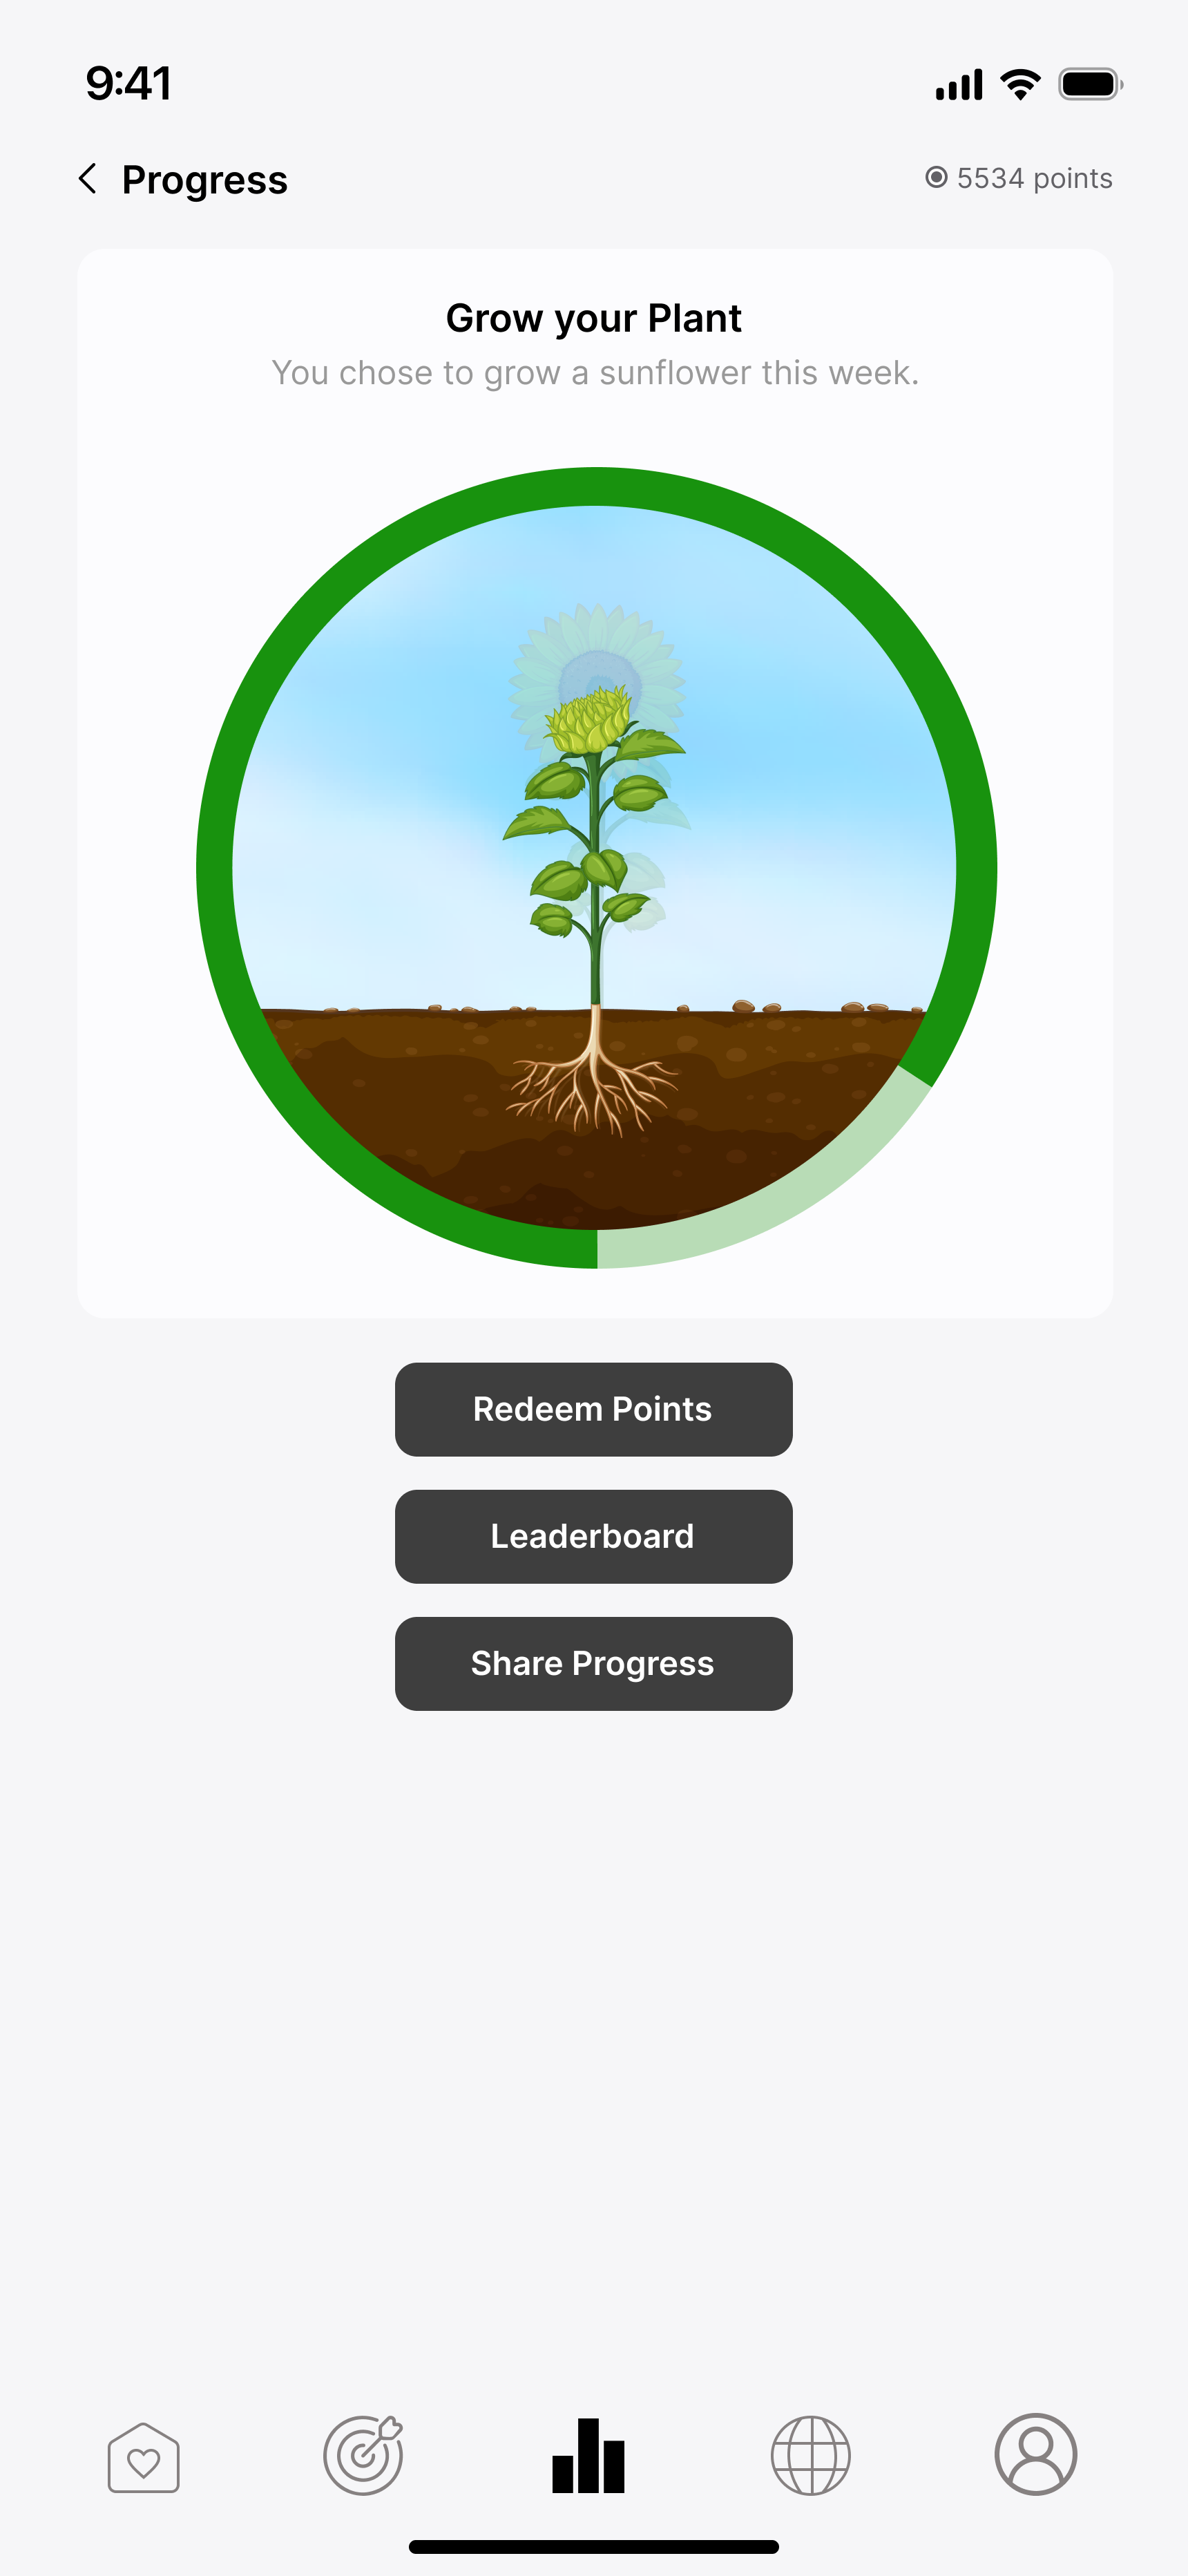 9:41
Progress
5534 points
Grow your Plant
You chose to grow a sunflower this week.
Redeem Points
Leaderboard
Share Progress